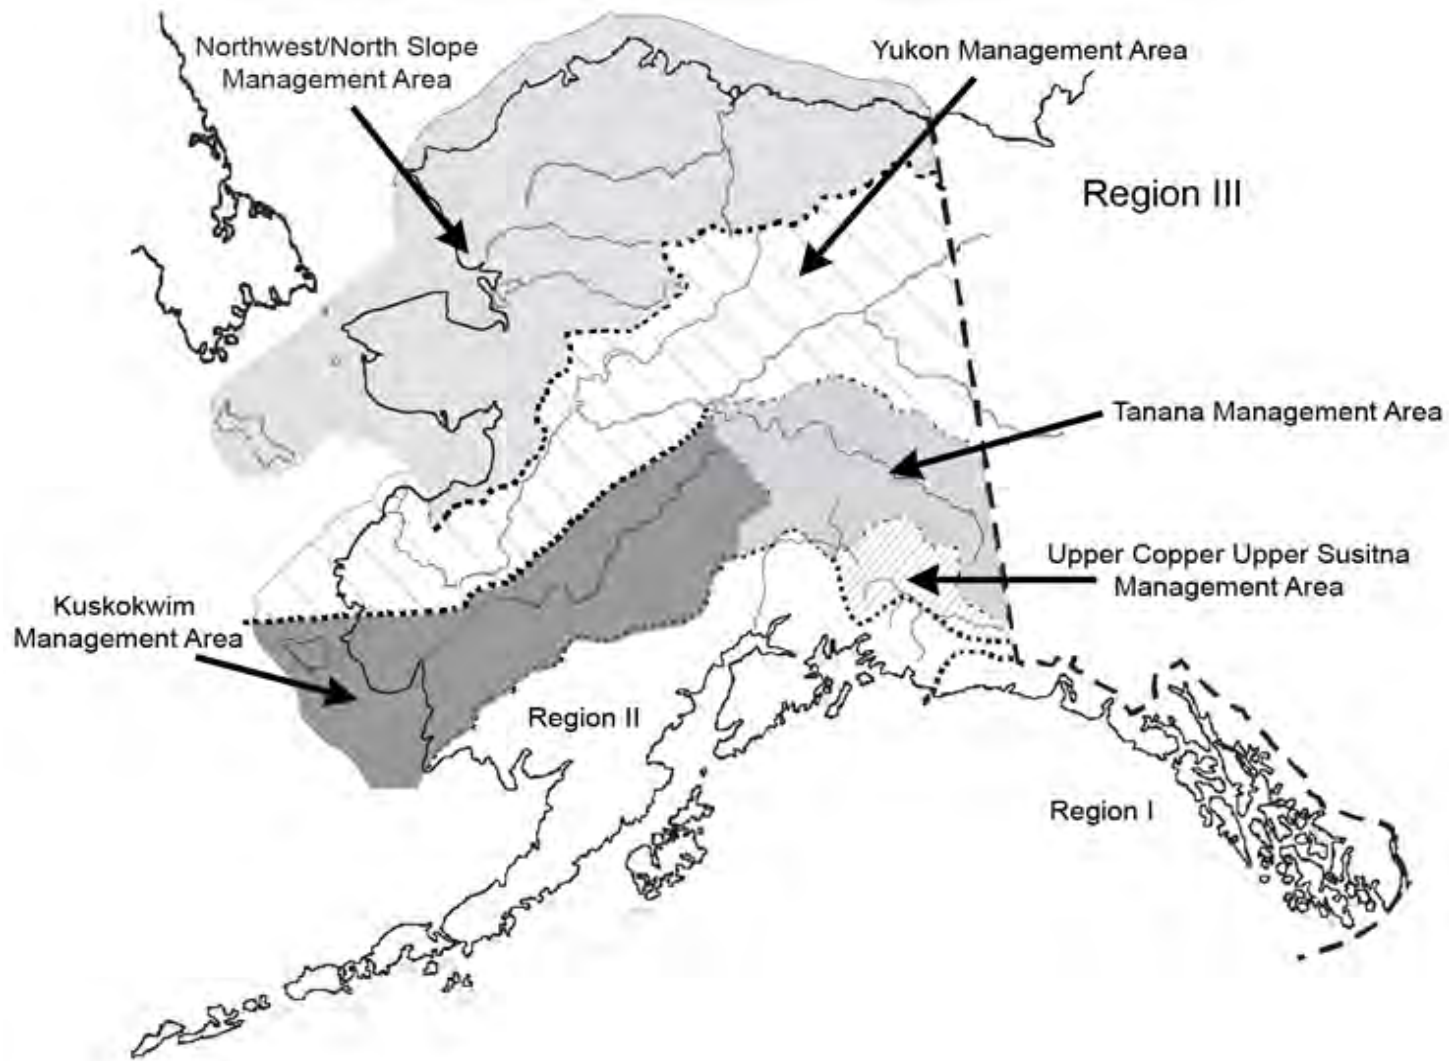 Northwest/North Slope
Management Area
Yukon Management Area
Region III
Tanana Management Area
Upper Copper Upper Susitna
Management Area
Kuskokwim
Management Area
Region II
Region I